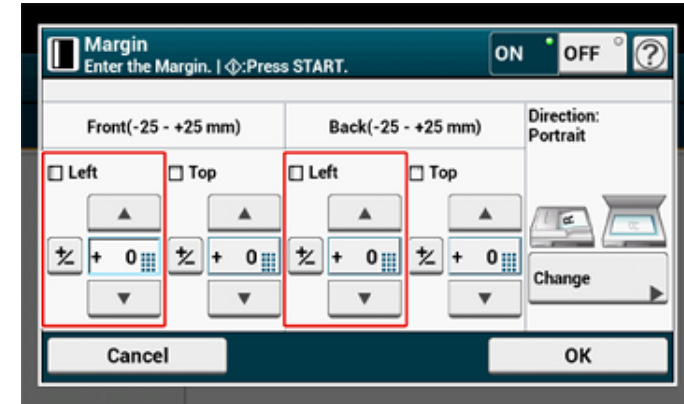 Margin
Enter the Margin. | :Press START.
ON OFF ?
Front(-25 - +25 mm) Back(-25 - +25 mm) Direction:
Portrait
Left Top Left Top
+ 0 + 0 + 0 + 0
Change
Cancel OK